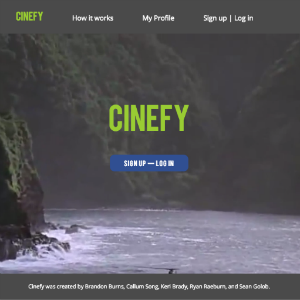 CINEFY
How it works
My Profile
Sign up | Log in
CINEFY
SIGN UP — LOG IN
Cinefy was created by Brandon Burns, Callum Song, Keri Brady, Ryan Raeburn, and Sean Golob.